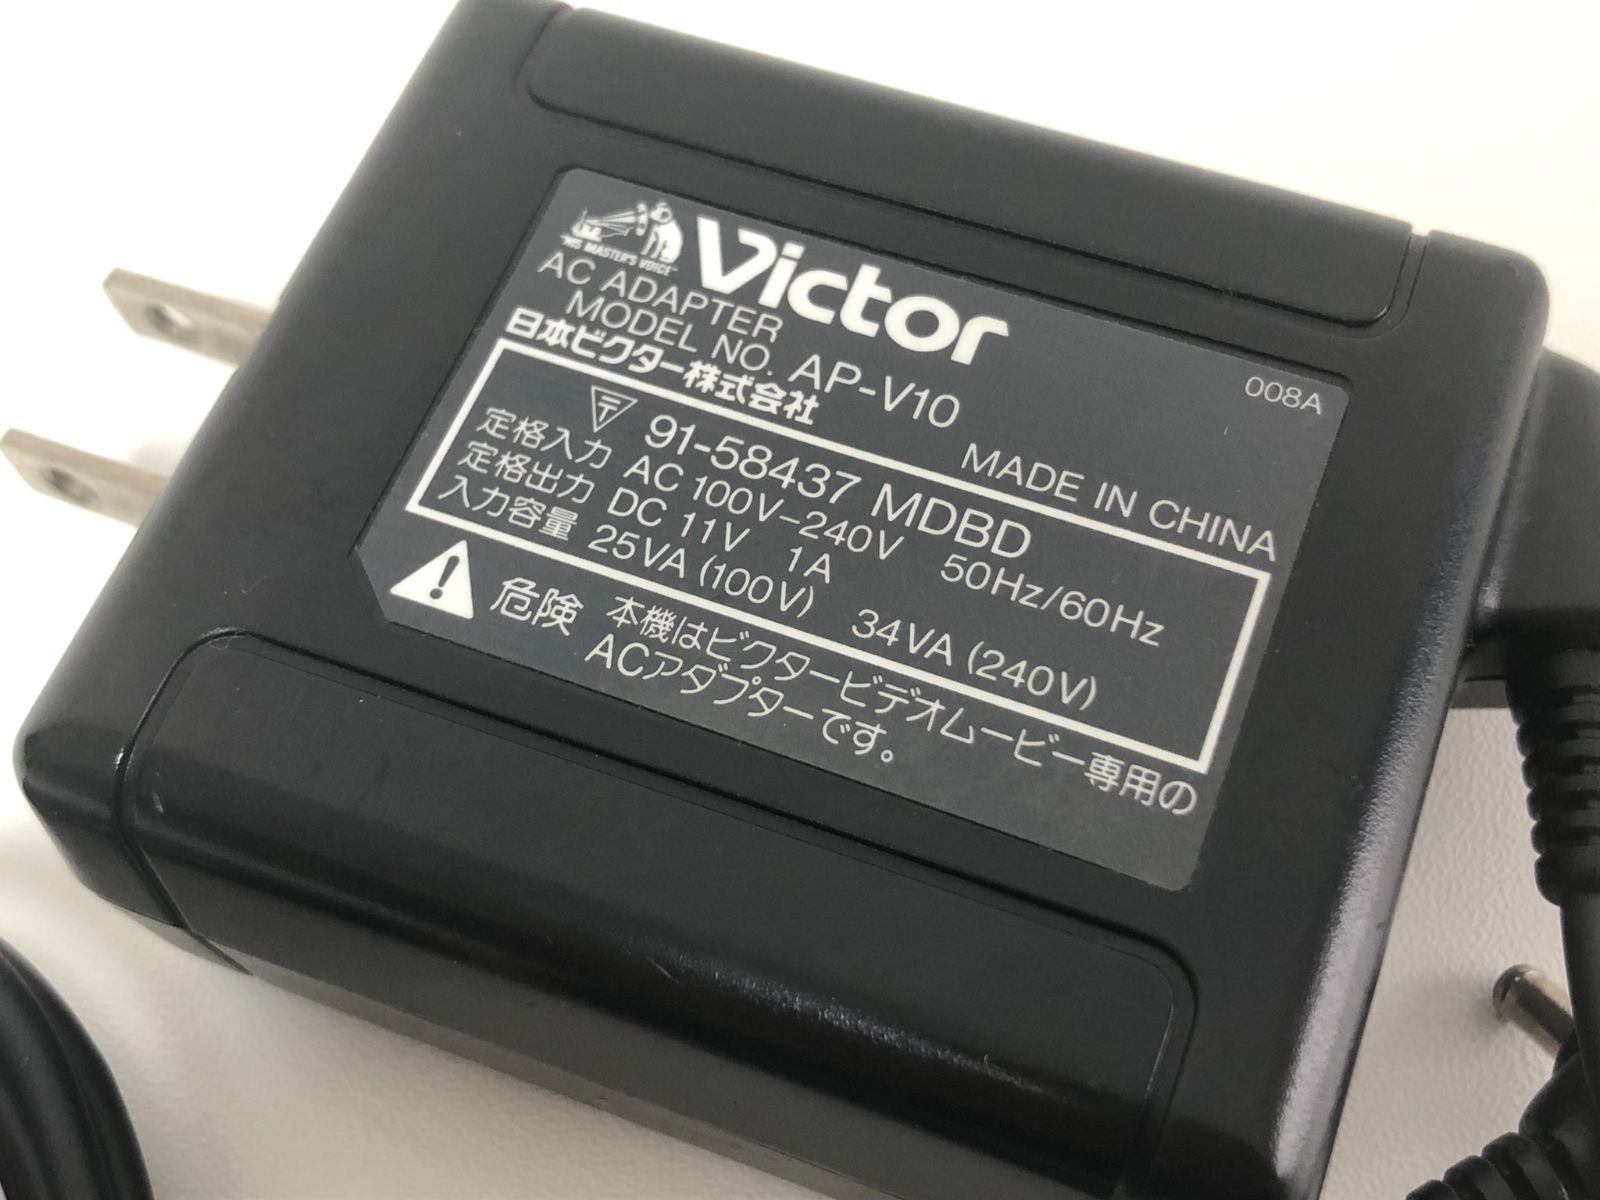 HIS MASTER'S VOICE
Victor
AC ADAPTER
MODEL NO. AP-V10
008A
日本ビクター株式会社
MADE IN CHINA
〒 91-58437 MDBD
定格入力 AC 100V-240V 50Hz/60Hz
定格出力 DC 11V 1A
入力容量 25VA (100V) 34VA (240V)
危険 本機はビクタービデオムービー専用の
ACアダプターです。